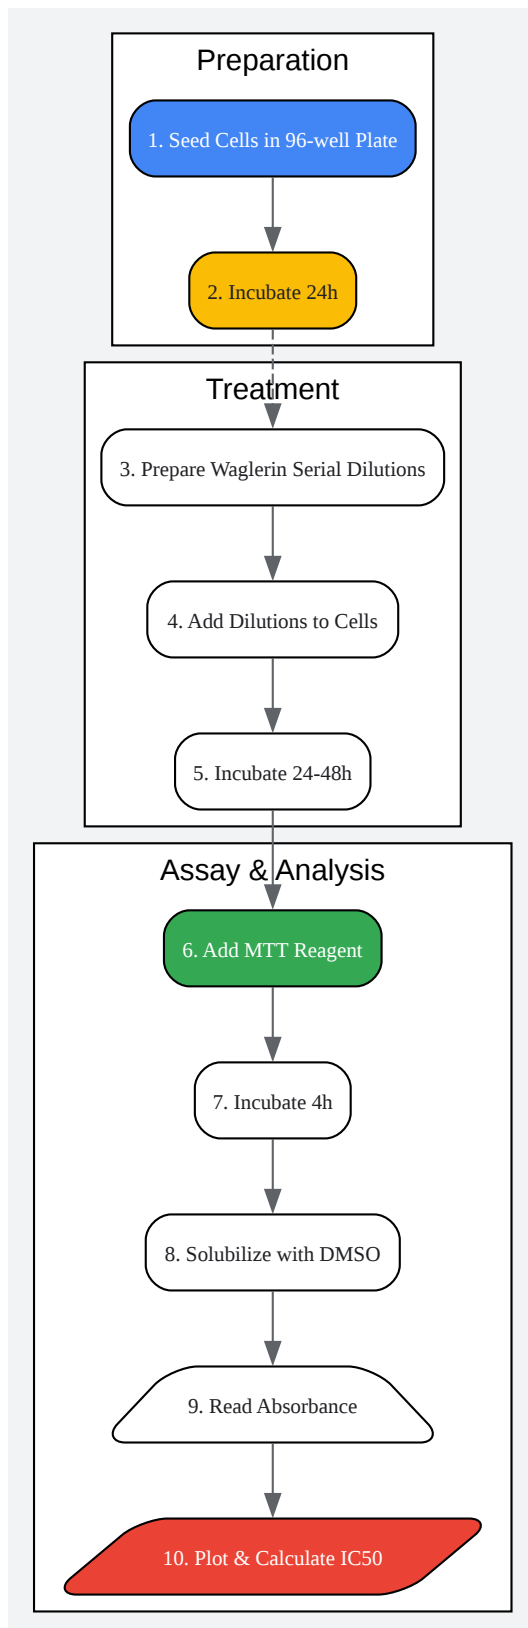 Preparation
1. Seed Cells in 96-well Plate
2. Incubate 24h
Treatment
3. Prepare Waglerin Serial Dilutions
4. Add Dilutions to Cells
5. Incubate 24-48h
Assay & Analysis
6. Add MTT Reagent
7. Incubate 4h
8. Solubilize with DMSO
9. Read Absorbance
10. Plot & Calculate IC50